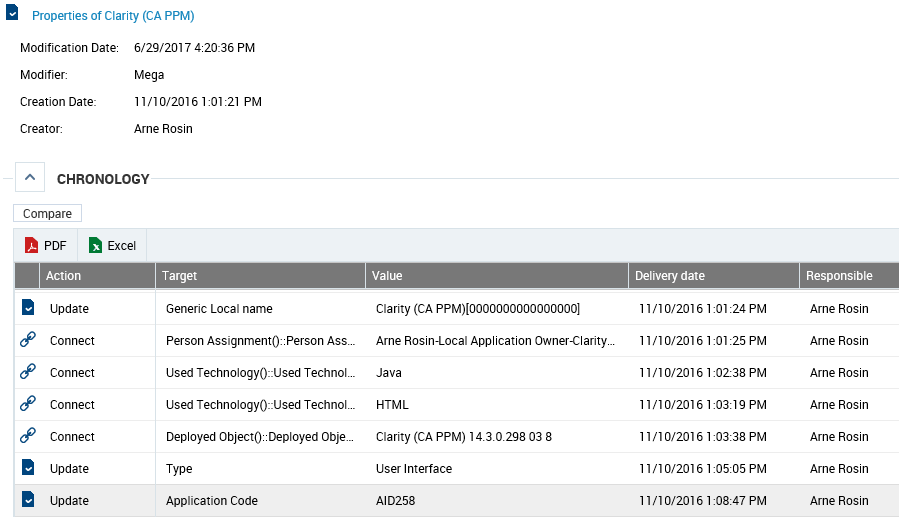 Properties of Clarity (CA PPM)
Modification Date: 6/29/2017 4:20:36 PM
Modifier: Mega
Creation Date: 11/10/2016 1:01:21 PM
Creator: Arne Rosin
CHRONOLOGY
Compare
PDF Excel
Action Target Value Delivery date Responsible
Update Generic Local name Clarity (CA PPM)[0000000000000000] 11/10/2016 1:01:24 PM Arne Rosin
Connect Person Assignment()::Person Ass... Arne Rosin-Local Application Owner-Clarity... 11/10/2016 1:01:25 PM Arne Rosin
Connect Used Technology()::Used Technol... Java 11/10/2016 1:02:38 PM Arne Rosin
Connect Used Technology()::Used Technol... HTML 11/10/2016 1:03:19 PM Arne Rosin
Connect Deployed Object()::Deployed Obje... Clarity (CA PPM) 14.3.0.298 03 8 11/10/2016 1:03:38 PM Arne Rosin
Update Type User Interface 11/10/2016 1:05:05 PM Arne Rosin
Update Application Code AID258 11/10/2016 1:08:47 PM Arne Rosin